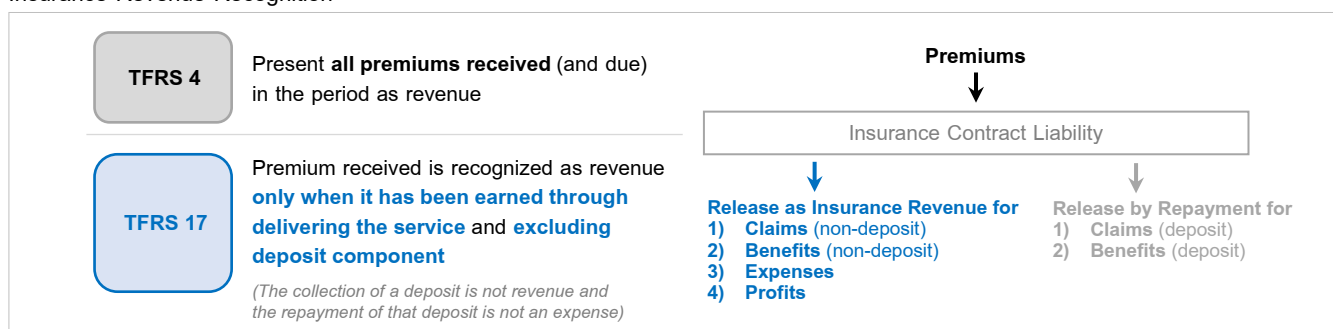 Insurance Revenue Recognition
TFRS 4
Present all premiums received (and due)
in the period as revenue
TFRS 17
Premium received is recognized as revenue
only when it has been earned through
delivering the service and excluding
deposit component
(The collection of a deposit is not revenue and
the repayment of that deposit is not an expense)
Premiums
Insurance Contract Liability
Release as Insurance Revenue for
1) Claims (non-deposit)
2) Benefits (non-deposit)
3) Expenses
4) Profits
Release by Repayment for
1) Claims (deposit)
2) Benefits (deposit)